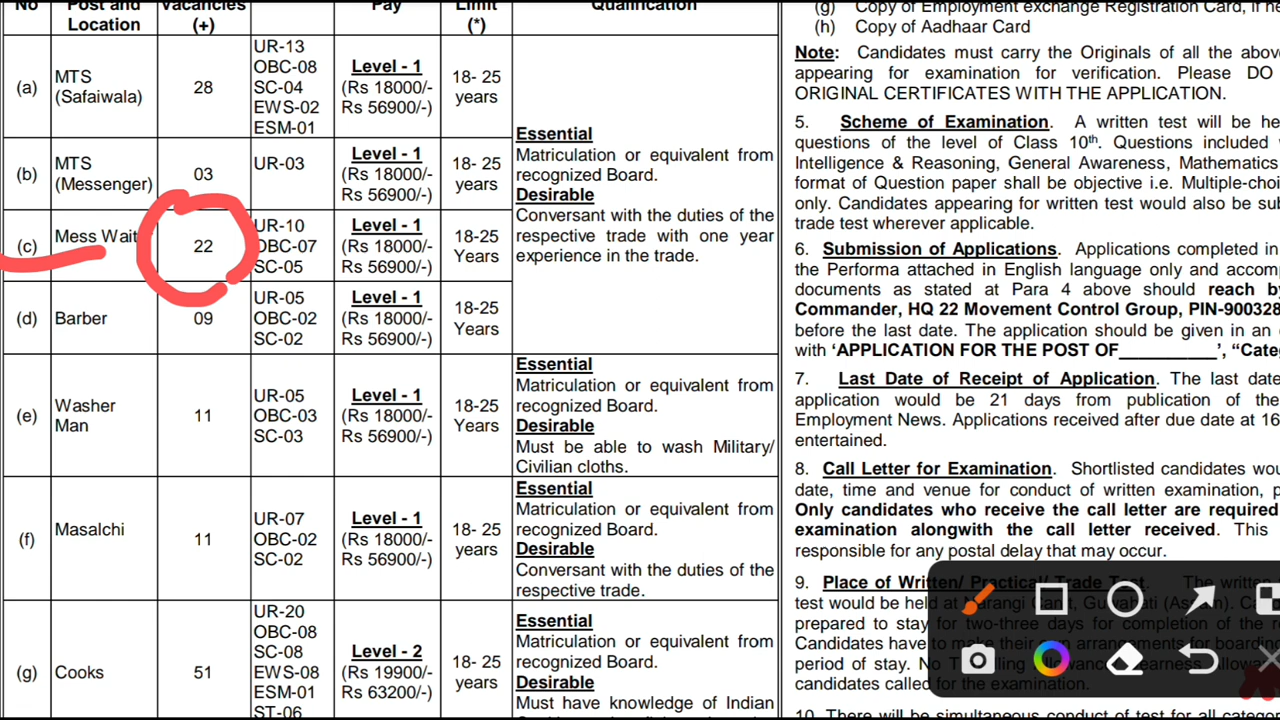 No Post and Vacancies Pay Limit Qualification
Location (+) (*)
(a) MTS
(Safaiwala)
28
UR-13
OBC-08
SC-04
EWS-02
ESM-01
Level - 1
(Rs 18000/-
Rs 56900/-)
18- 25
years
(b) MTS
(Messenger)
03
UR-03
Level - 1
(Rs 18000/-
Rs 56900/-)
18- 25
years
(c) Mess Wait
22
UR-10
OBC-07
SC-05
Level - 1
(Rs 18000/-
Rs 56900/-)
18-25
Years
(d) Barber
09
UR-05
OBC-02
SC-02
Level - 1
(Rs 18000/-
Rs 56900/-)
18-25
Years
Essential
Matriculation or equivalent from
recognized Board.
Desirable
Conversant with the duties of the
respective trade with one year
experience in the trade.
(e) Washer
Man
11
UR-05
OBC-03
SC-03
Level - 1
(Rs 18000/-
Rs 56900/-)
18-25
Years
Essential
Matriculation or equivalent from
recognized Board.
Desirable
Must be able to wash Military/
Civilian cloths.
(f) Masalchi
11
UR-07
OBC-02
SC-02
Level - 1
(Rs 18000/-
Rs 56900/-)
18- 25
years
Essential
Matriculation or equivalent from
recognized Board.
Desirable
Conversant with the duties of the
respective trade.
(g) Cooks
51
UR-20
OBC-08
SC-08
EWS-08
ESM-01
ST-06
Level - 2
(Rs 19900/-
Rs 63200/-)
18- 25
years
Essential
Matriculation or equivalent from
recognized Board.
Desirable
Must have knowledge of Indian
(g) Copy of Employment exchange Registration Card, if
(h) Copy of Aadhaar Card
Note: Candidates must carry the Originals of all the
appearing for examination for verification. Please DO
ORIGINAL CERTIFICATES WITH THE APPLICATION.
5. Scheme of Examination. A written test will be
questions of the level of Class 10th. Questions included
Intelligence & Reasoning, General Awareness, Mathematics
format of Question paper shall be objective i.e. Multiple-choi
only. Candidates appearing for written test would also be
trade test wherever applicable.
6. Submission of Applications. Applications completed in
the Performa attached in English language only and
documents as stated at Para 4 above should reach
Commander, HQ 22 Movement Control Group, PIN-900328
before the last date. The application should be given in an
with ‘APPLICATION FOR THE POST OF__________’, “Cate
7. Last Date of Receipt of Application. The last date
application would be 21 days from publication of the
Employment News. Applications received after due date at 16
entertained.
8. Call Letter for Examination. Shortlisted candidates
date, time and venue for conduct of written examination,
Only candidates who receive the call letter are required
examination alongwith the call letter received. This
responsible for any postal delay that may occur.
9. Place of Written/ Practical/ Trade Test. The
test would be held at Narangi Cantt, Guwahati (Assam).
prepared to stay for two-three days for completion of the
Candidates have to make their own arrangements for
period of stay. No
candidates called for the examination.
10. There will be simultaneous conduct of test for all